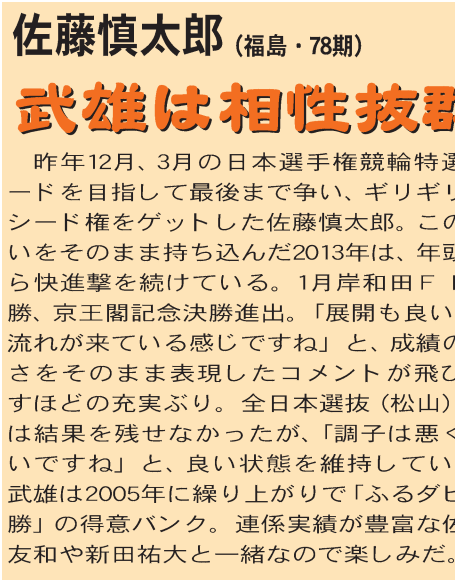 佐藤慎太郎（福島・78期）
武雄は相性抜群
昨年12月、3月の日本選手権競輪特選
ードを目指して最後まで争い、ギリギリ
シード権をゲットした佐藤慎太郎。この
いをそのまま持ち込んだ2013年は、年頭
ら快進撃を続けている。1月岸和田Ｆ
勝、京王閣記念決勝進出。「展開も良い
流れが来ている感じですね」と、成績の
さをそのまま表現したコメントが飛び
すほどの充実ぶり。全日本選抜（松山）
は結果を残せなかったが、「調子は悪く
いですね」と、良い状態を維持してい
武雄は2005年に繰り上がりで「ふるダビ
勝」の得意バンク。連係実績が豊富な佐
友和や新田祐大と一緒なので楽しみだ。